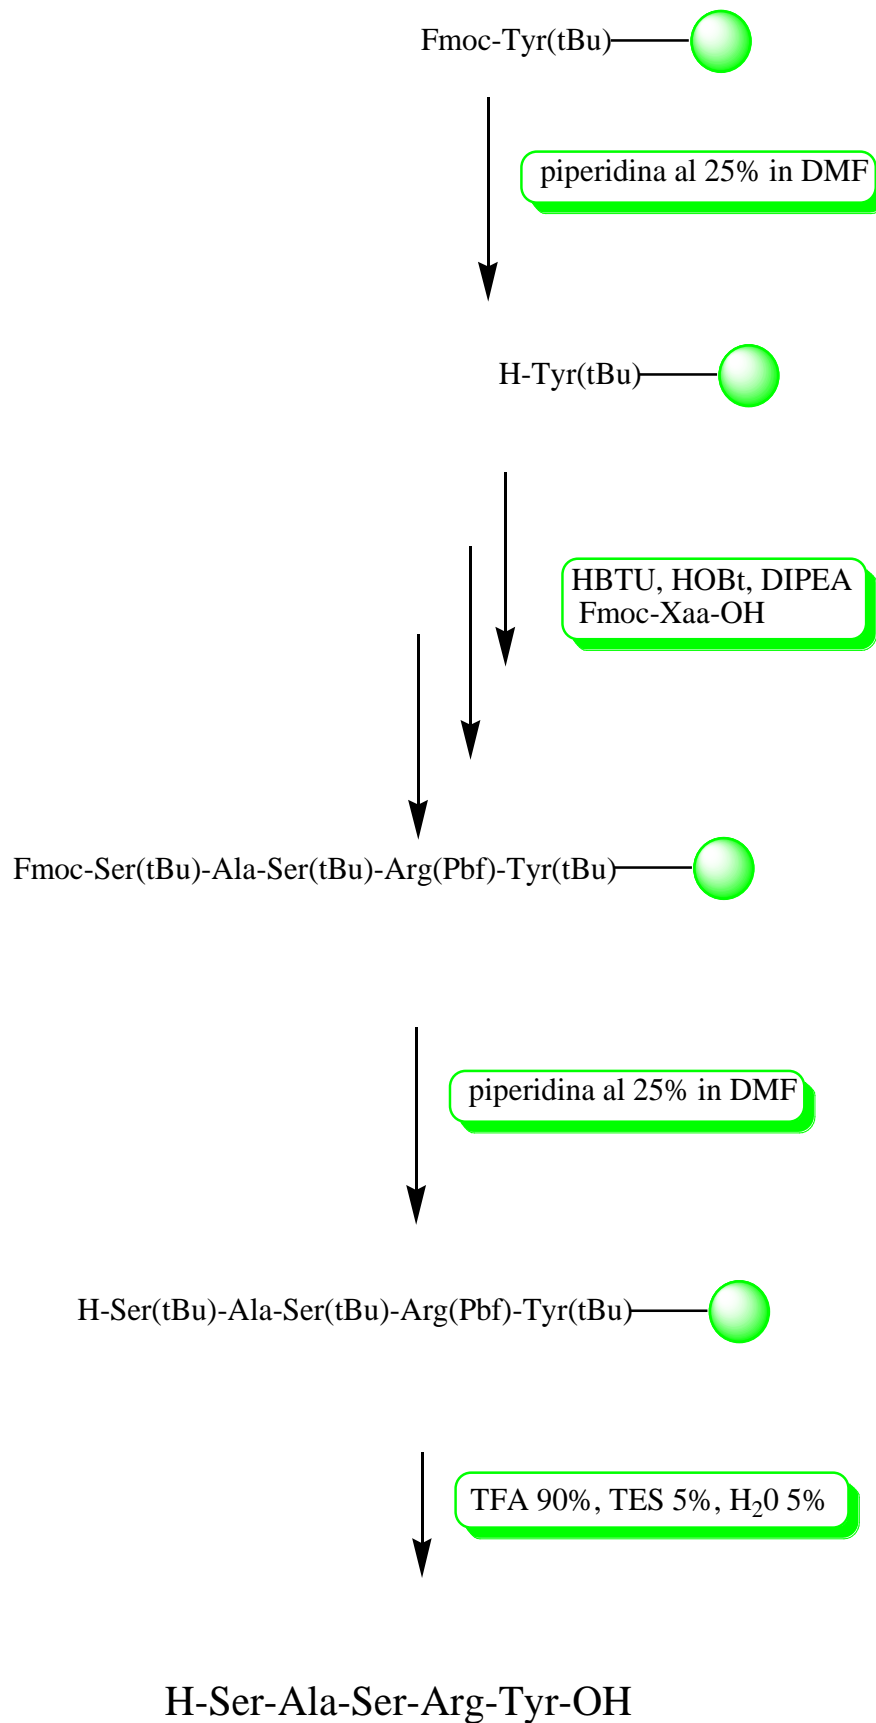 Fmoc-Tyr(tBu)
piperidina al 25% in DMF
H-Tyr(tBu)
HBTU, HOBt, DIPEA
Fmoc-Xaa-OH
Fmoc-Ser(tBu)-Ala-Ser(tBu)-Arg(Pbf)-Tyr(tBu)
piperidina al 25% in DMF
H-Ser(tBu)-Ala-Ser(tBu)-Arg(Pbf)-Tyr(tBu)
TFA 90%, TES 5%, H₂0 5%
H-Ser-Ala-Ser-Arg-Tyr-OH